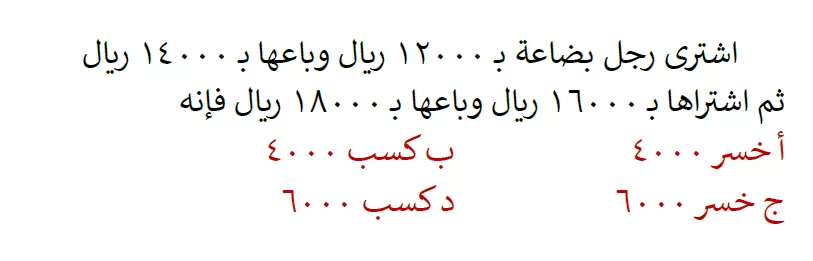 اشترى رجل بضاعة بـ ١٢٠٠٠ ريال وباعها بـ ١٤٠٠٠ ريال
ثم اشتراها بـ ١٦٠٠٠ ريال وباعها بـ ١٨٠٠٠ ريال فإنه
أ خسر ٤٠٠٠ ب كسب ٤٠٠٠
ج خسر ٦٠٠٠ د كسب ٦٠٠٠